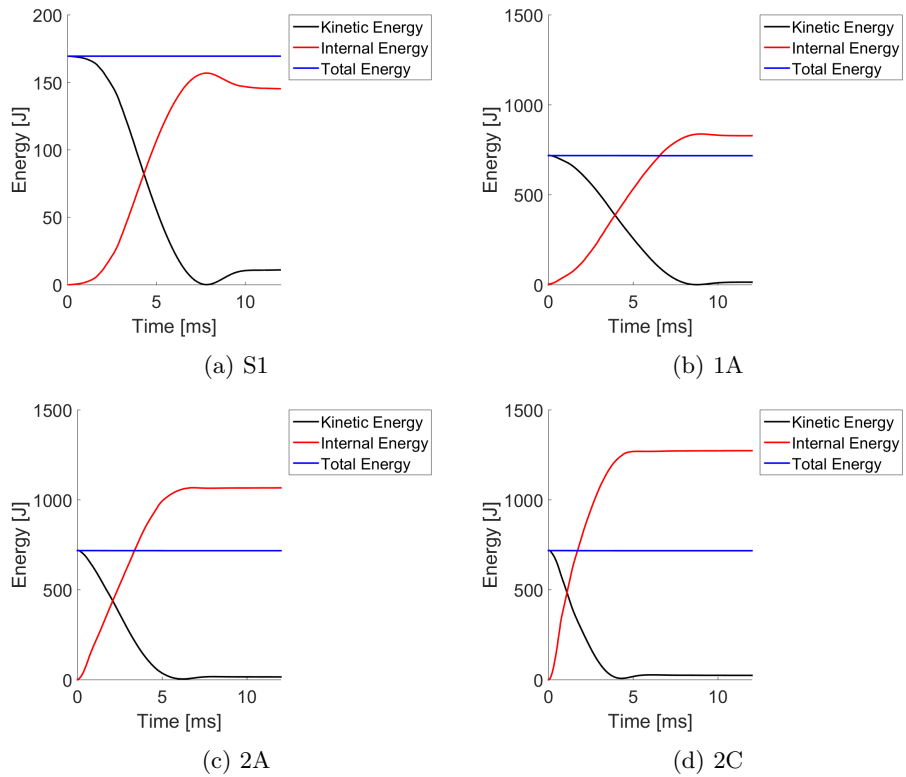 200
150
100
50
0
Energy [J]
0 5 10
Time [ms]
Kinetic Energy
Internal Energy
Total Energy
(a) S1
1500
1000
500
0
Energy [J]
0 5 10
Time [ms]
Kinetic Energy
Internal Energy
Total Energy
(b) 1A
1500
1000
500
0
Energy [J]
0 5 10
Time [ms]
Kinetic Energy
Internal Energy
Total Energy
(c) 2A
1500
1000
500
0
Energy [J]
0 5 10
Time [ms]
Kinetic Energy
Internal Energy
Total Energy
(d) 2C